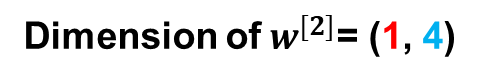 Dimension of w[2]= (1, 4)